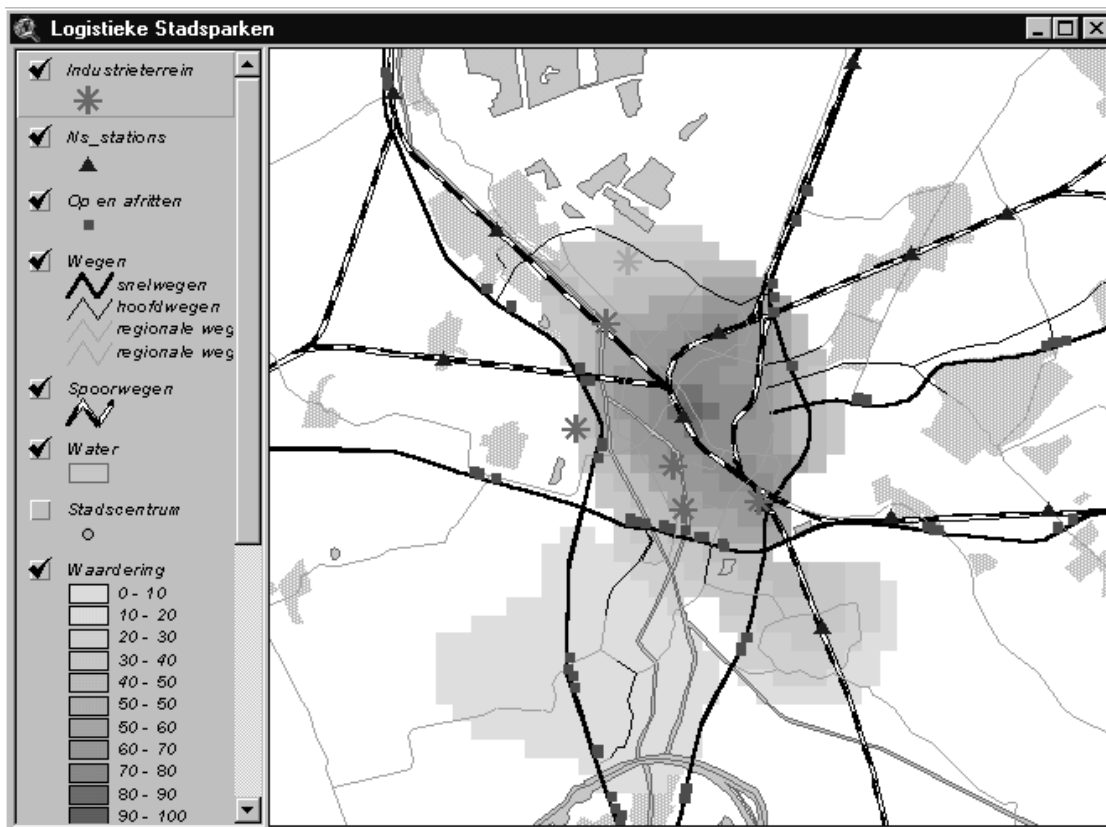 Logistieke Stadsparken
Industrieterrein
Ns_stations
Op en afritten
Wegen
snelwegen
hoofdwegen
regionale weg
regionale weg
Spoorwegen
Water
Stadscentrum
Waardering
0 - 10
10 - 20
20 - 30
30 - 40
40 - 50
50 - 50
50 - 60
60 - 70
70 - 80
80 - 90
90 - 100